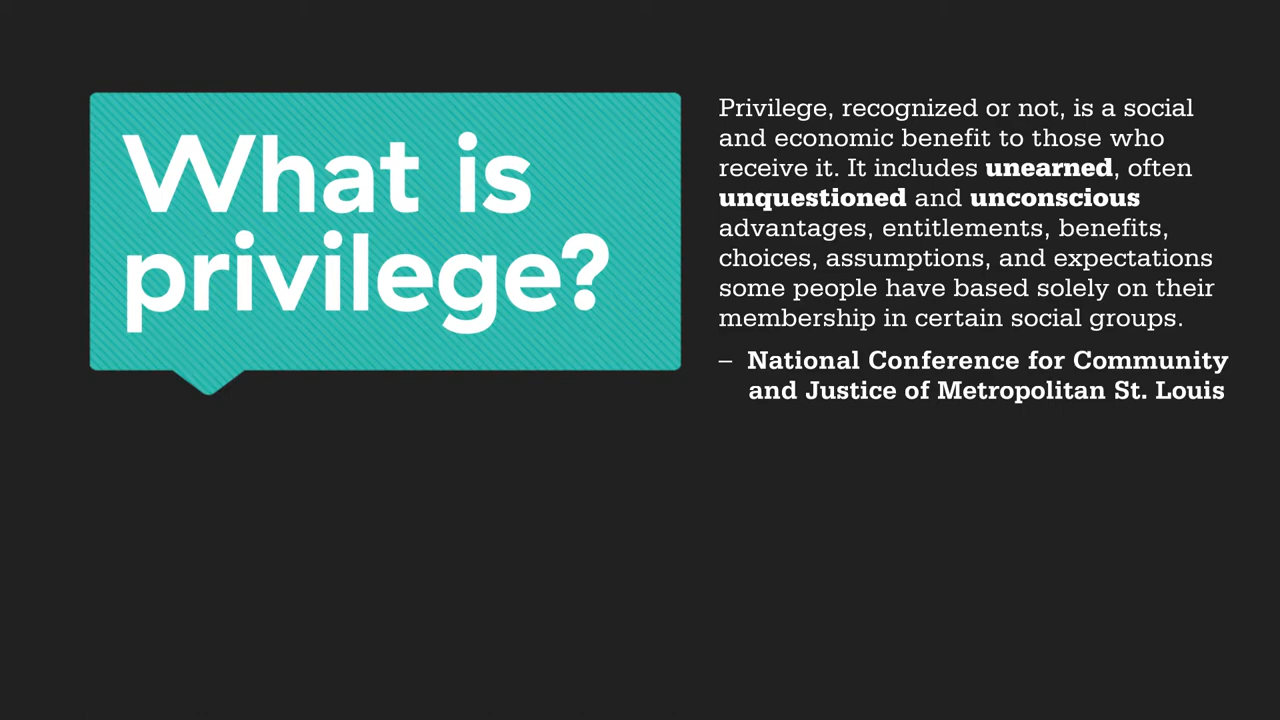 What is
privilege?
Privilege, recognized or not, is a social
and economic benefit to those who
receive it. It includes unearned, often
unquestioned and unconscious
advantages, entitlements, benefits,
choices, assumptions, and expectations
some people have based solely on their
membership in certain social groups.
– National Conference for Community
and Justice of Metropolitan St. Louis